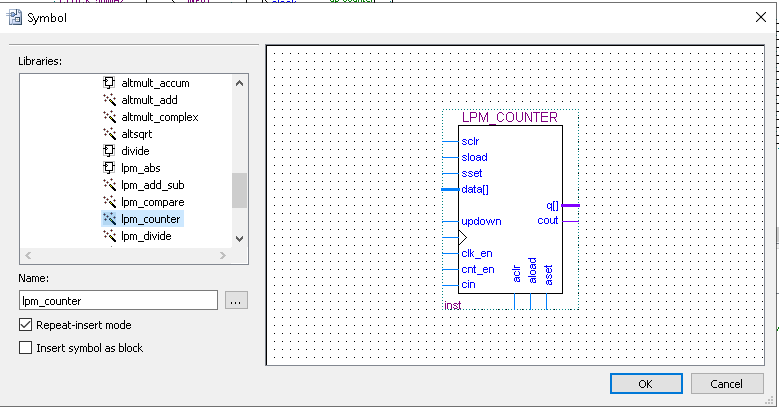 Symbol
Libraries:
altmult_accum
altmult_add
altmult_complex
altsqrt
divide
lpm_abs
lpm_add_sub
lpm_compare
lpm_counter
lpm_divide
Name:
lpm_counter
...
Repeat-insert mode
Insert symbol as block
LPM_COUNTER
sclr
sload
sset
data[]
q[]
updown
cout
clk_en
cnt_en
cin
aclr
aload
aset
inst
OK
Cancel